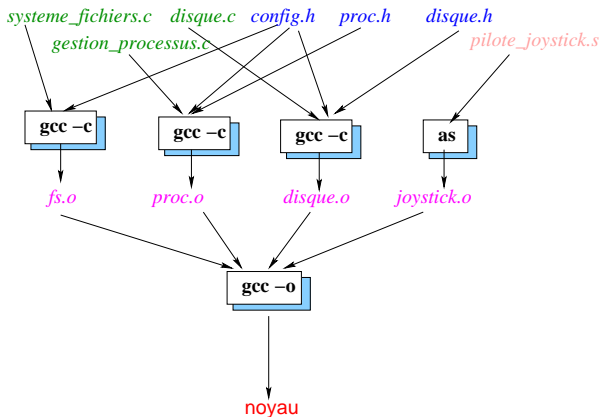 systeme_fichiers.c disque.c config.h proc.h disque.h
gestion_processus.c pilote_joystick.s
gcc −c gcc −c gcc −c as
fs.o proc.o disque.o joystick.o
gcc −o
noyau